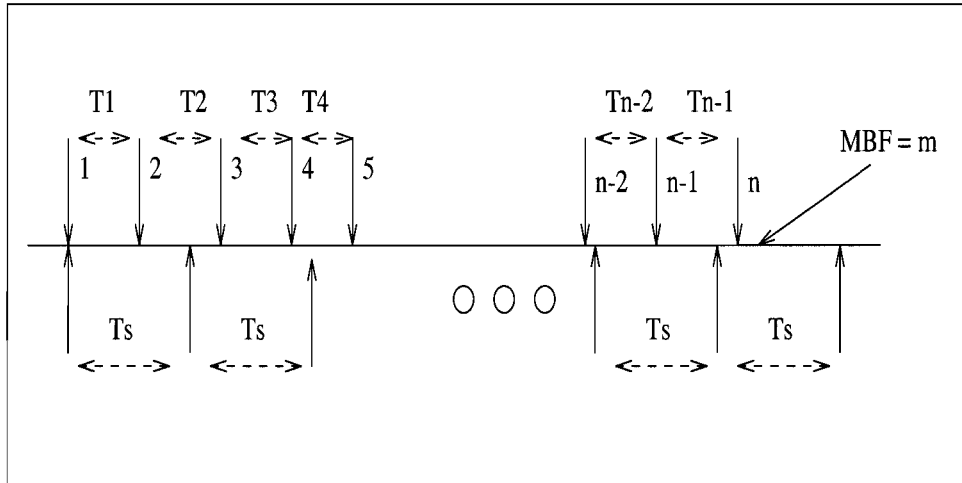 T1 T2 T3 T4 Tn-2 Tn-1
MBF = m
1 2 3 4 5 n-2 n-1 n
Ts Ts Ts Ts